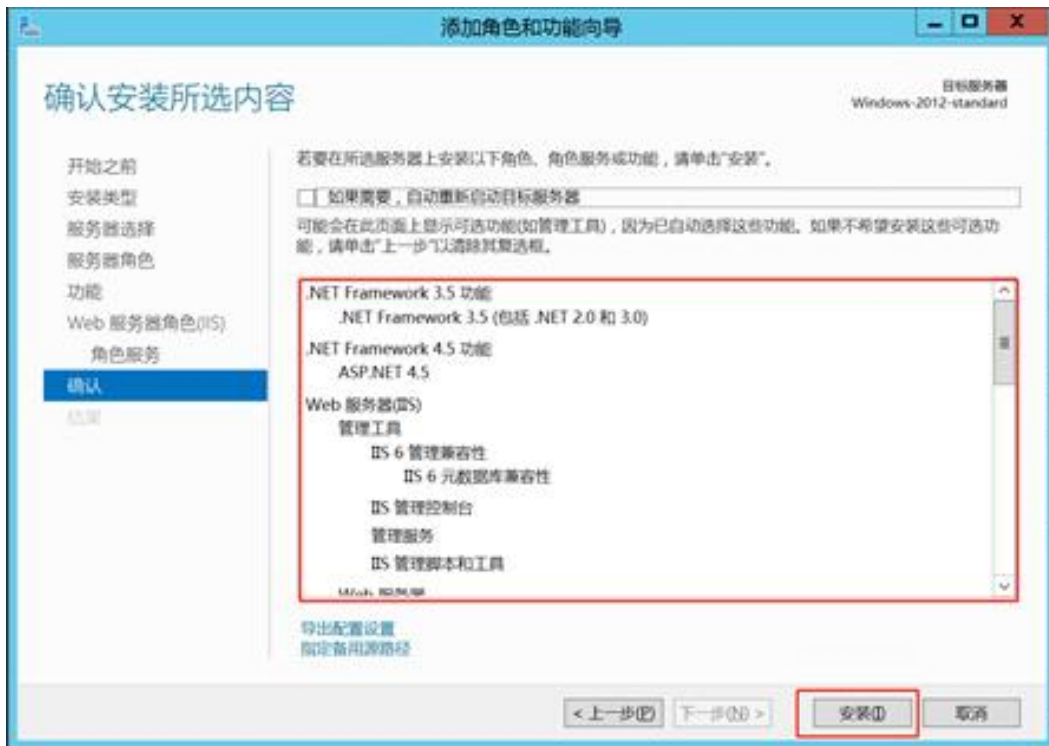 添加角色和功能向导
确认安装所选内容
目标服务器
Windows-2012-standard
开始之前
安装类型
服务器选择
服务器角色
功能
Web 服务器角色(IIS)
角色服务
确认
结果
若要在所选服务器上安装以下角色、角色服务或功能，请单击"安装"。
如果需要，自动重新启动目标服务器
可能会在此页面上显示可选功能(如管理工具)，因为已自动选择这些功能。如果不希望安装这些可选功
能，请单击"上一步"以清除其复选框。
.NET Framework 3.5 功能
.NET Framework 3.5 (包括 .NET 2.0 和 3.0)
.NET Framework 4.5 功能
ASP.NET 4.5
Web 服务器(IIS)
管理工具
IIS 6 管理兼容性
IIS 6 元数据库兼容性
IIS 管理控制台
管理服务
IIS 管理脚本和工具
Web 服务器
导出配置设置
指定备用源路径
< 上一步(P)
下一步(N) >
安装(I)
取消